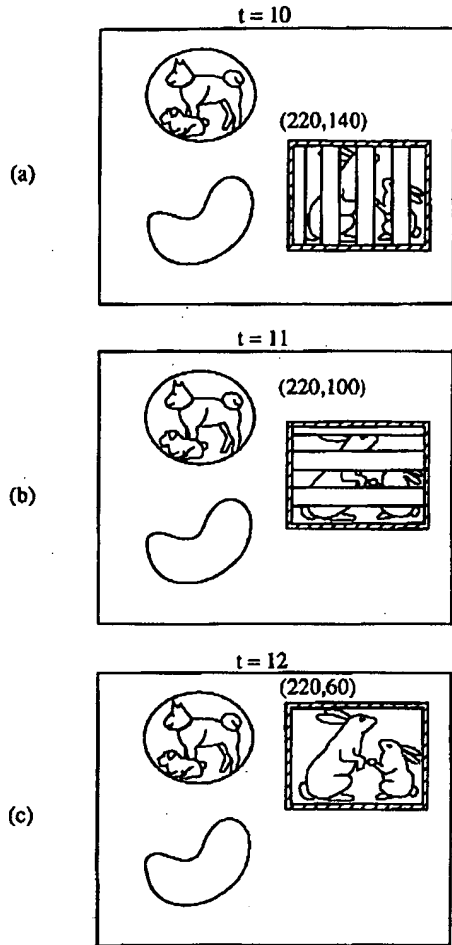 t = 10
(220,140)
(a)
t = 11
(220,100)
(b)
t = 12
(220,60)
(c)